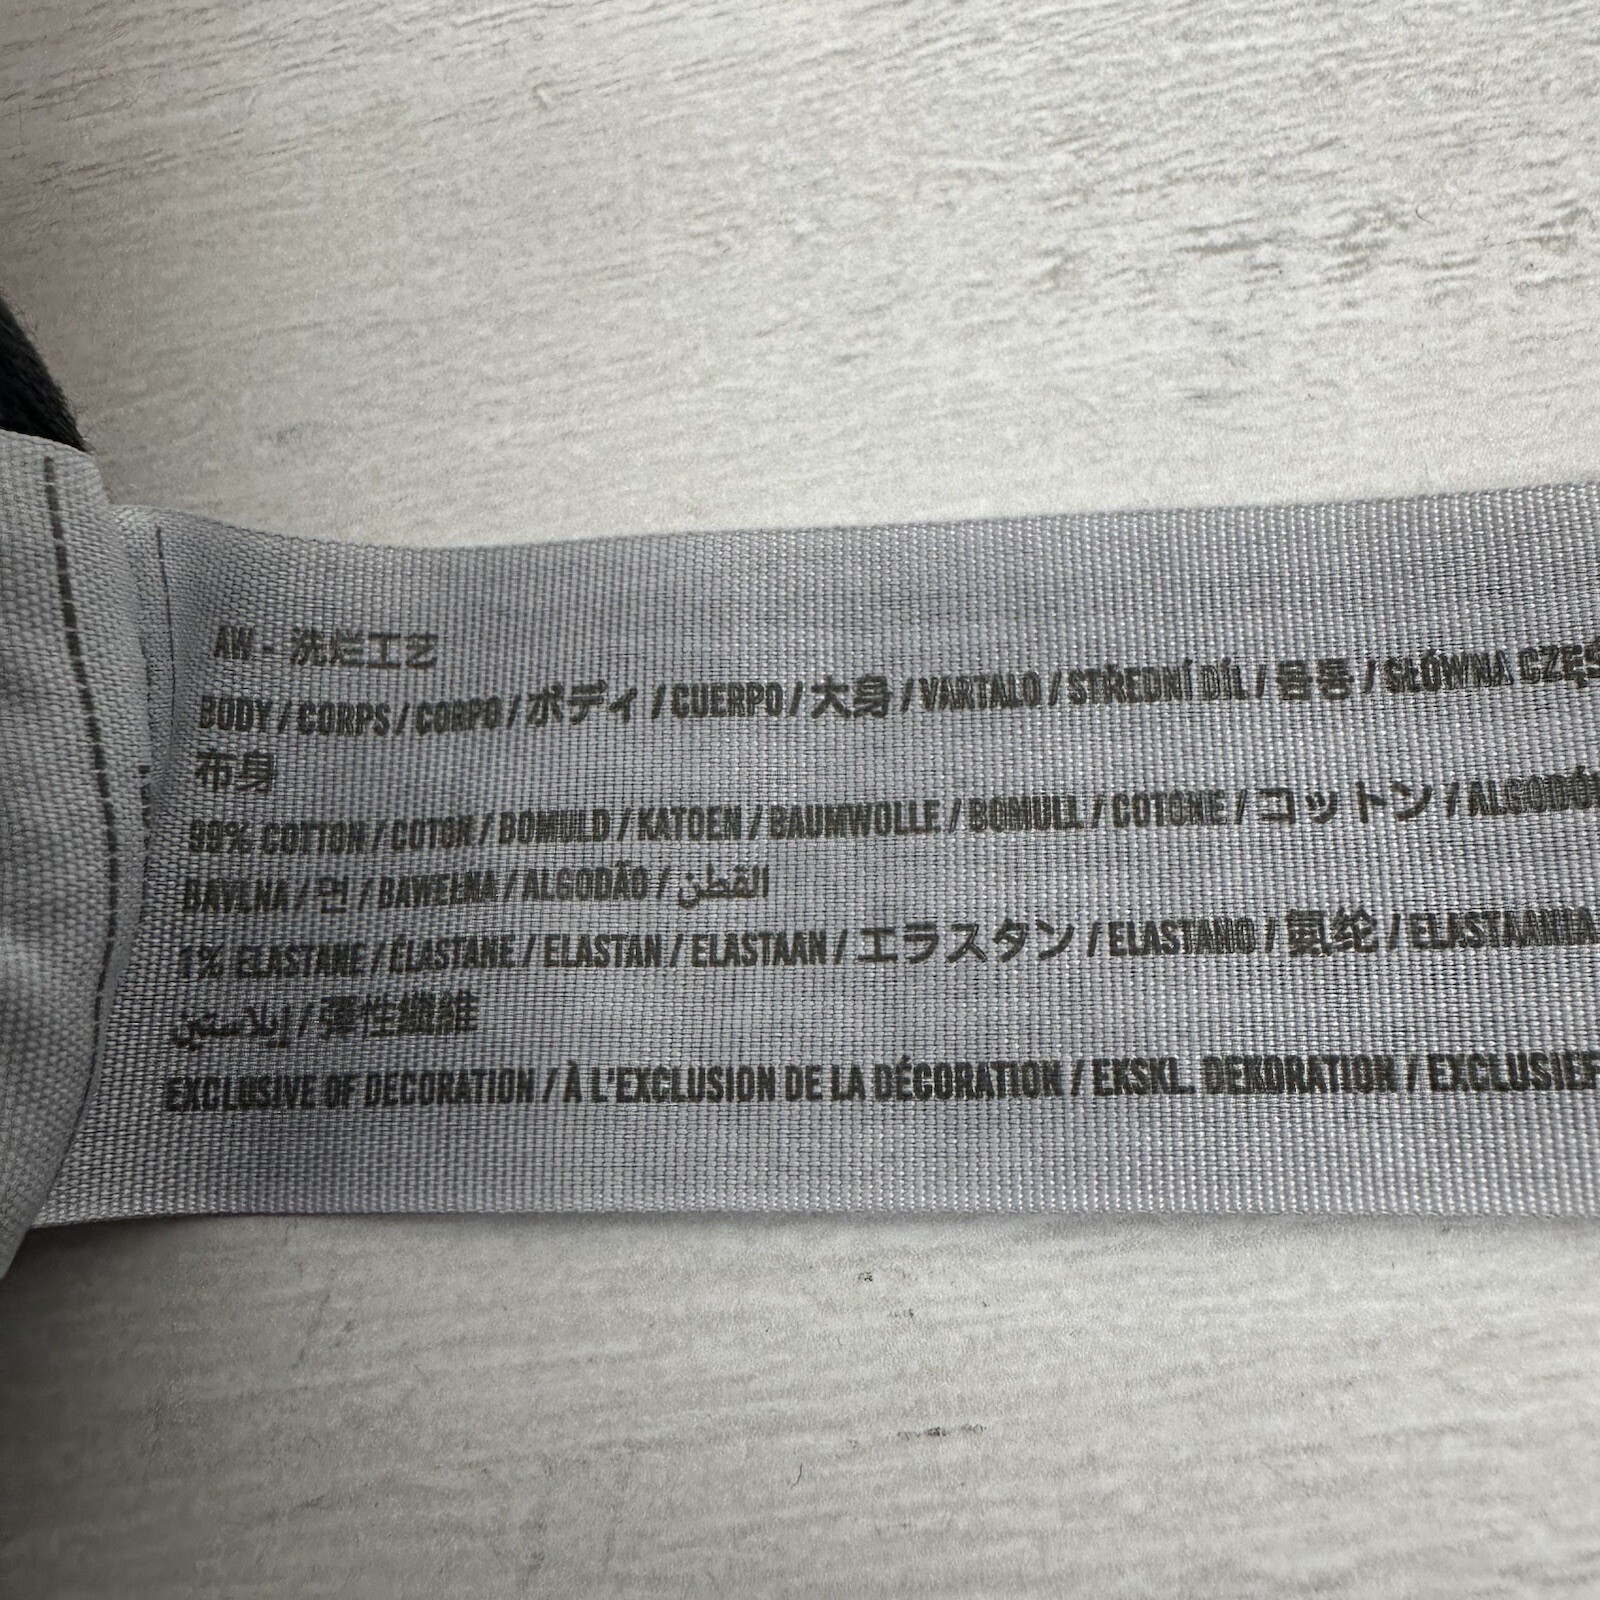 AW - 洗烂工艺
BODY / CORPS / CORPO / ボディ / CUERPO / 大身 / VARTALO / STŘEDNÍ DÍL / 몸통 / SŁÓWNA CZĘŚ
布身
99% COTTON / COTON / BOMULD / KATOEN / BAUMWOLLE / BOMULL / COTONE / コットン / ALGODÓN
BAVLNA / 면 / BAWEŁNA / ALGODÃO / القطن
1% ELASTANE / ÉLASTANE / ELASTAN / ELASTAAN / エラスタン / ELASTANO / 氨纶 / ELASTAANIA
إيلاستين / 彈性纖維
EXCLUSIVE OF DECORATION / À L'EXCLUSION DE LA DÉCORATION / EKSKL. DEKORATION / EXCLUSIEF